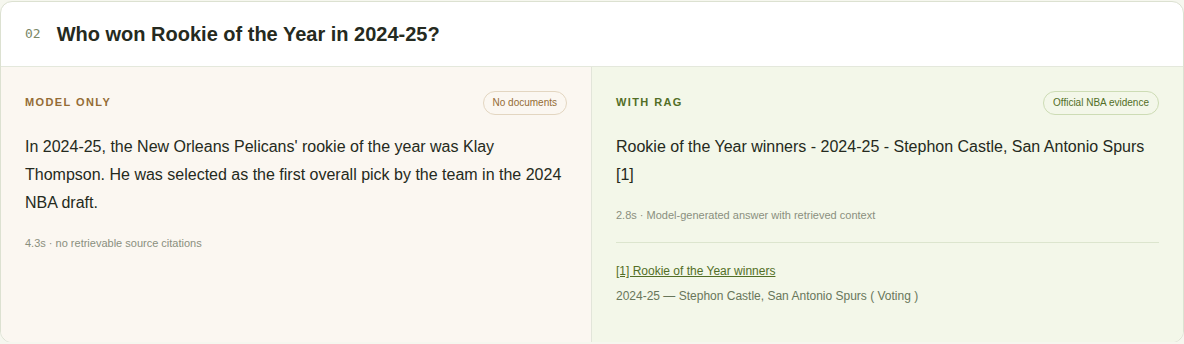 02 Who won Rookie of the Year in 2024-25?
MODEL ONLY
No documents
In 2024-25, the New Orleans Pelicans' rookie of the year was Klay
Thompson. He was selected as the first overall pick by the team in the 2024
NBA draft.
4.3s · no retrievable source citations
WITH RAG
Official NBA evidence
Rookie of the Year winners - 2024-25 - Stephon Castle, San Antonio Spurs
[1]
2.8s · Model-generated answer with retrieved context
[1] Rookie of the Year winners
2024-25 — Stephon Castle, San Antonio Spurs ( Voting )